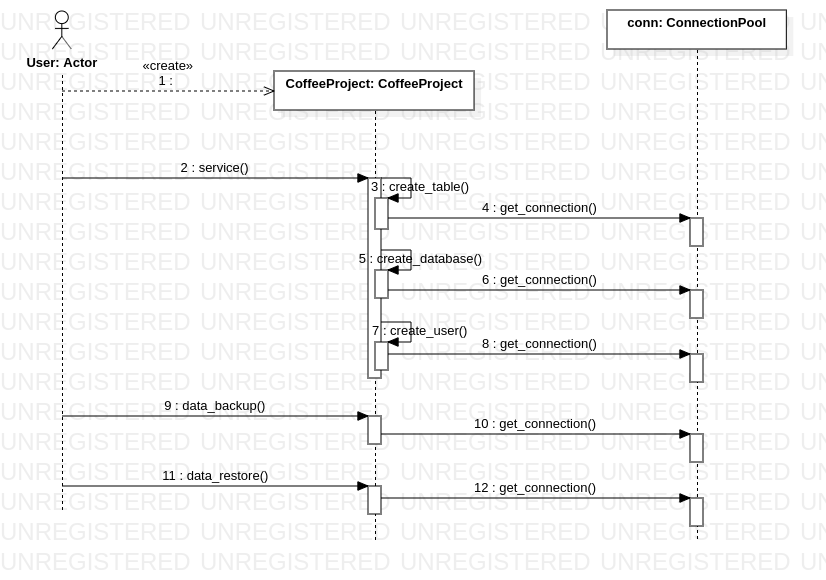 UNREGISTERED UNREGISTERED UNREGISTERED UNREGISTERED
conn: ConnectionPool
User: Actor
«create»
1 :
CoffeeProject: CoffeeProject
2 : service()
3 : create_table()
4 : get_connection()
5 : create_database()
6 : get_connection()
7 : create_user()
8 : get_connection()
9 : data_backup()
10 : get_connection()
11 : data_restore()
12 : get_connection()